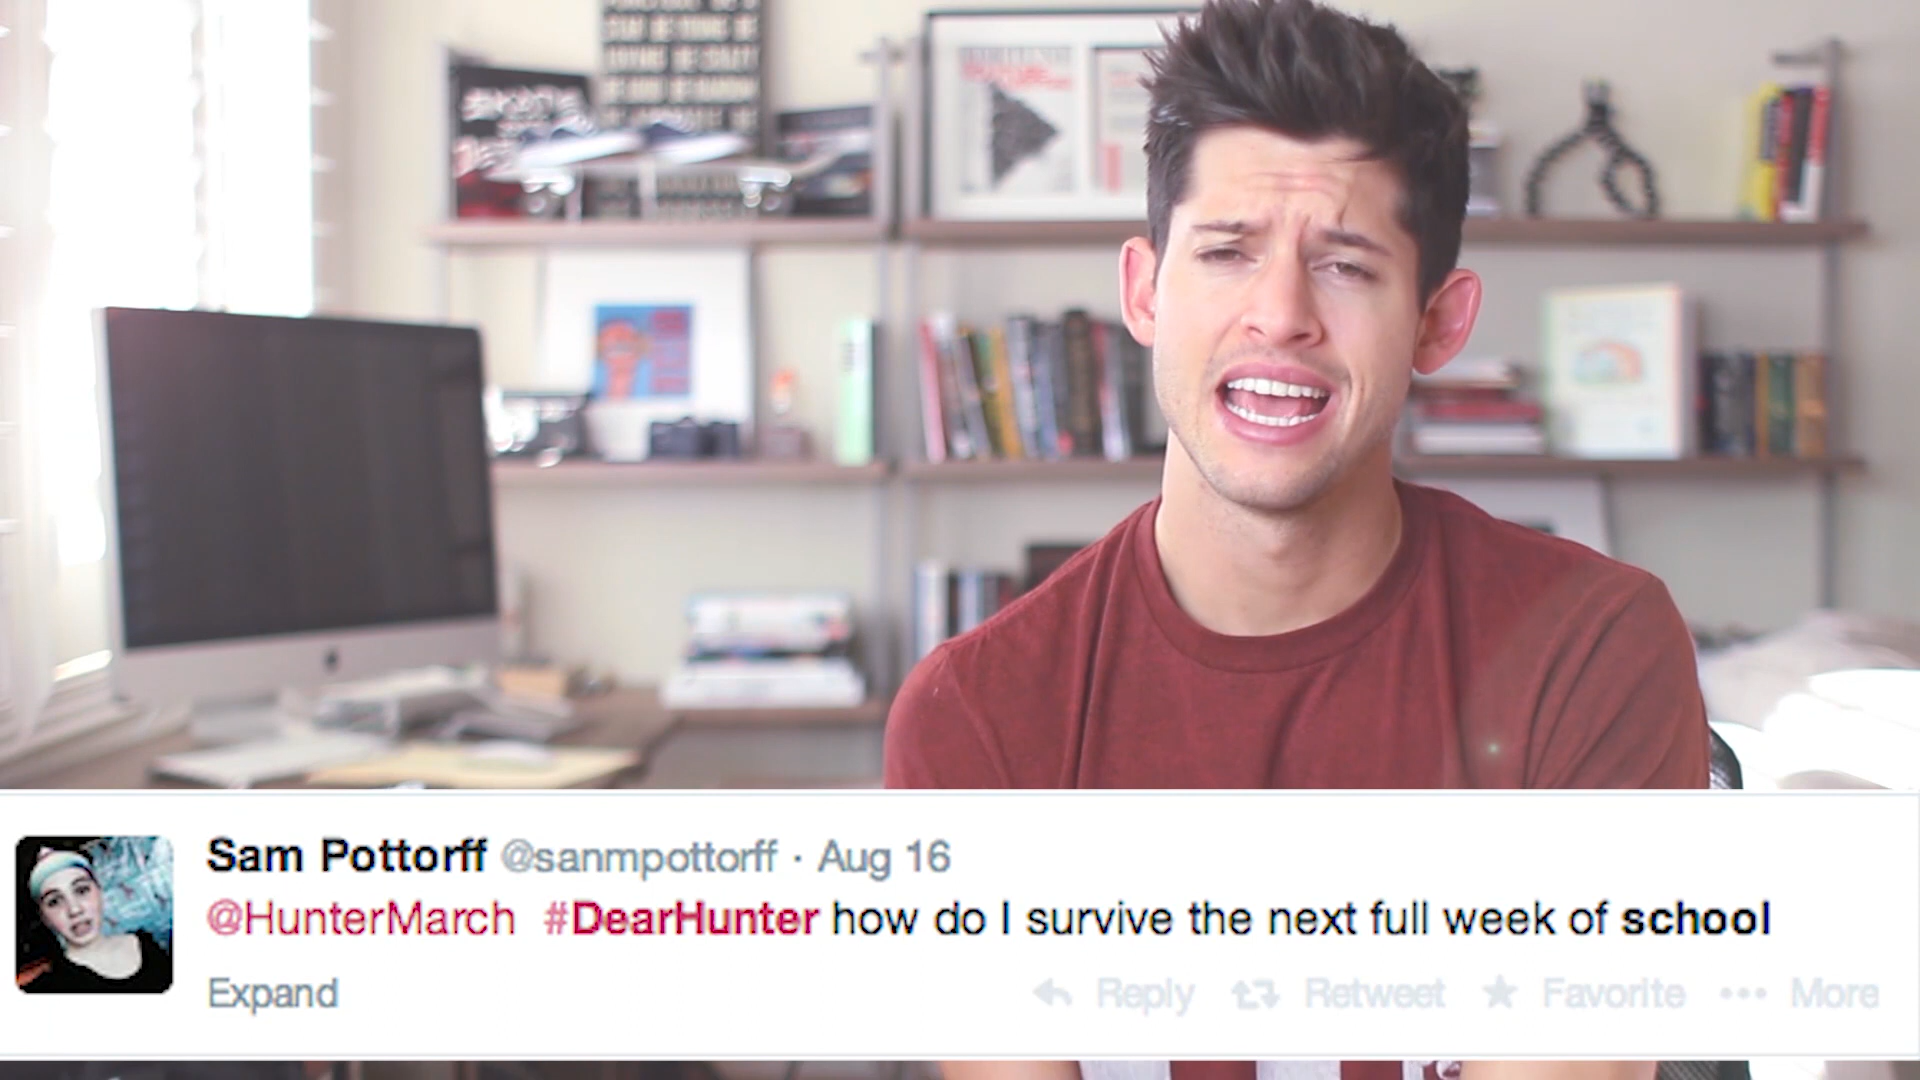 Sam Pottorff @sanmpottorff · Aug 16
@HunterMarch #DearHunter how do I survive the next full week of school
Expand Reply Retweet Favorite More